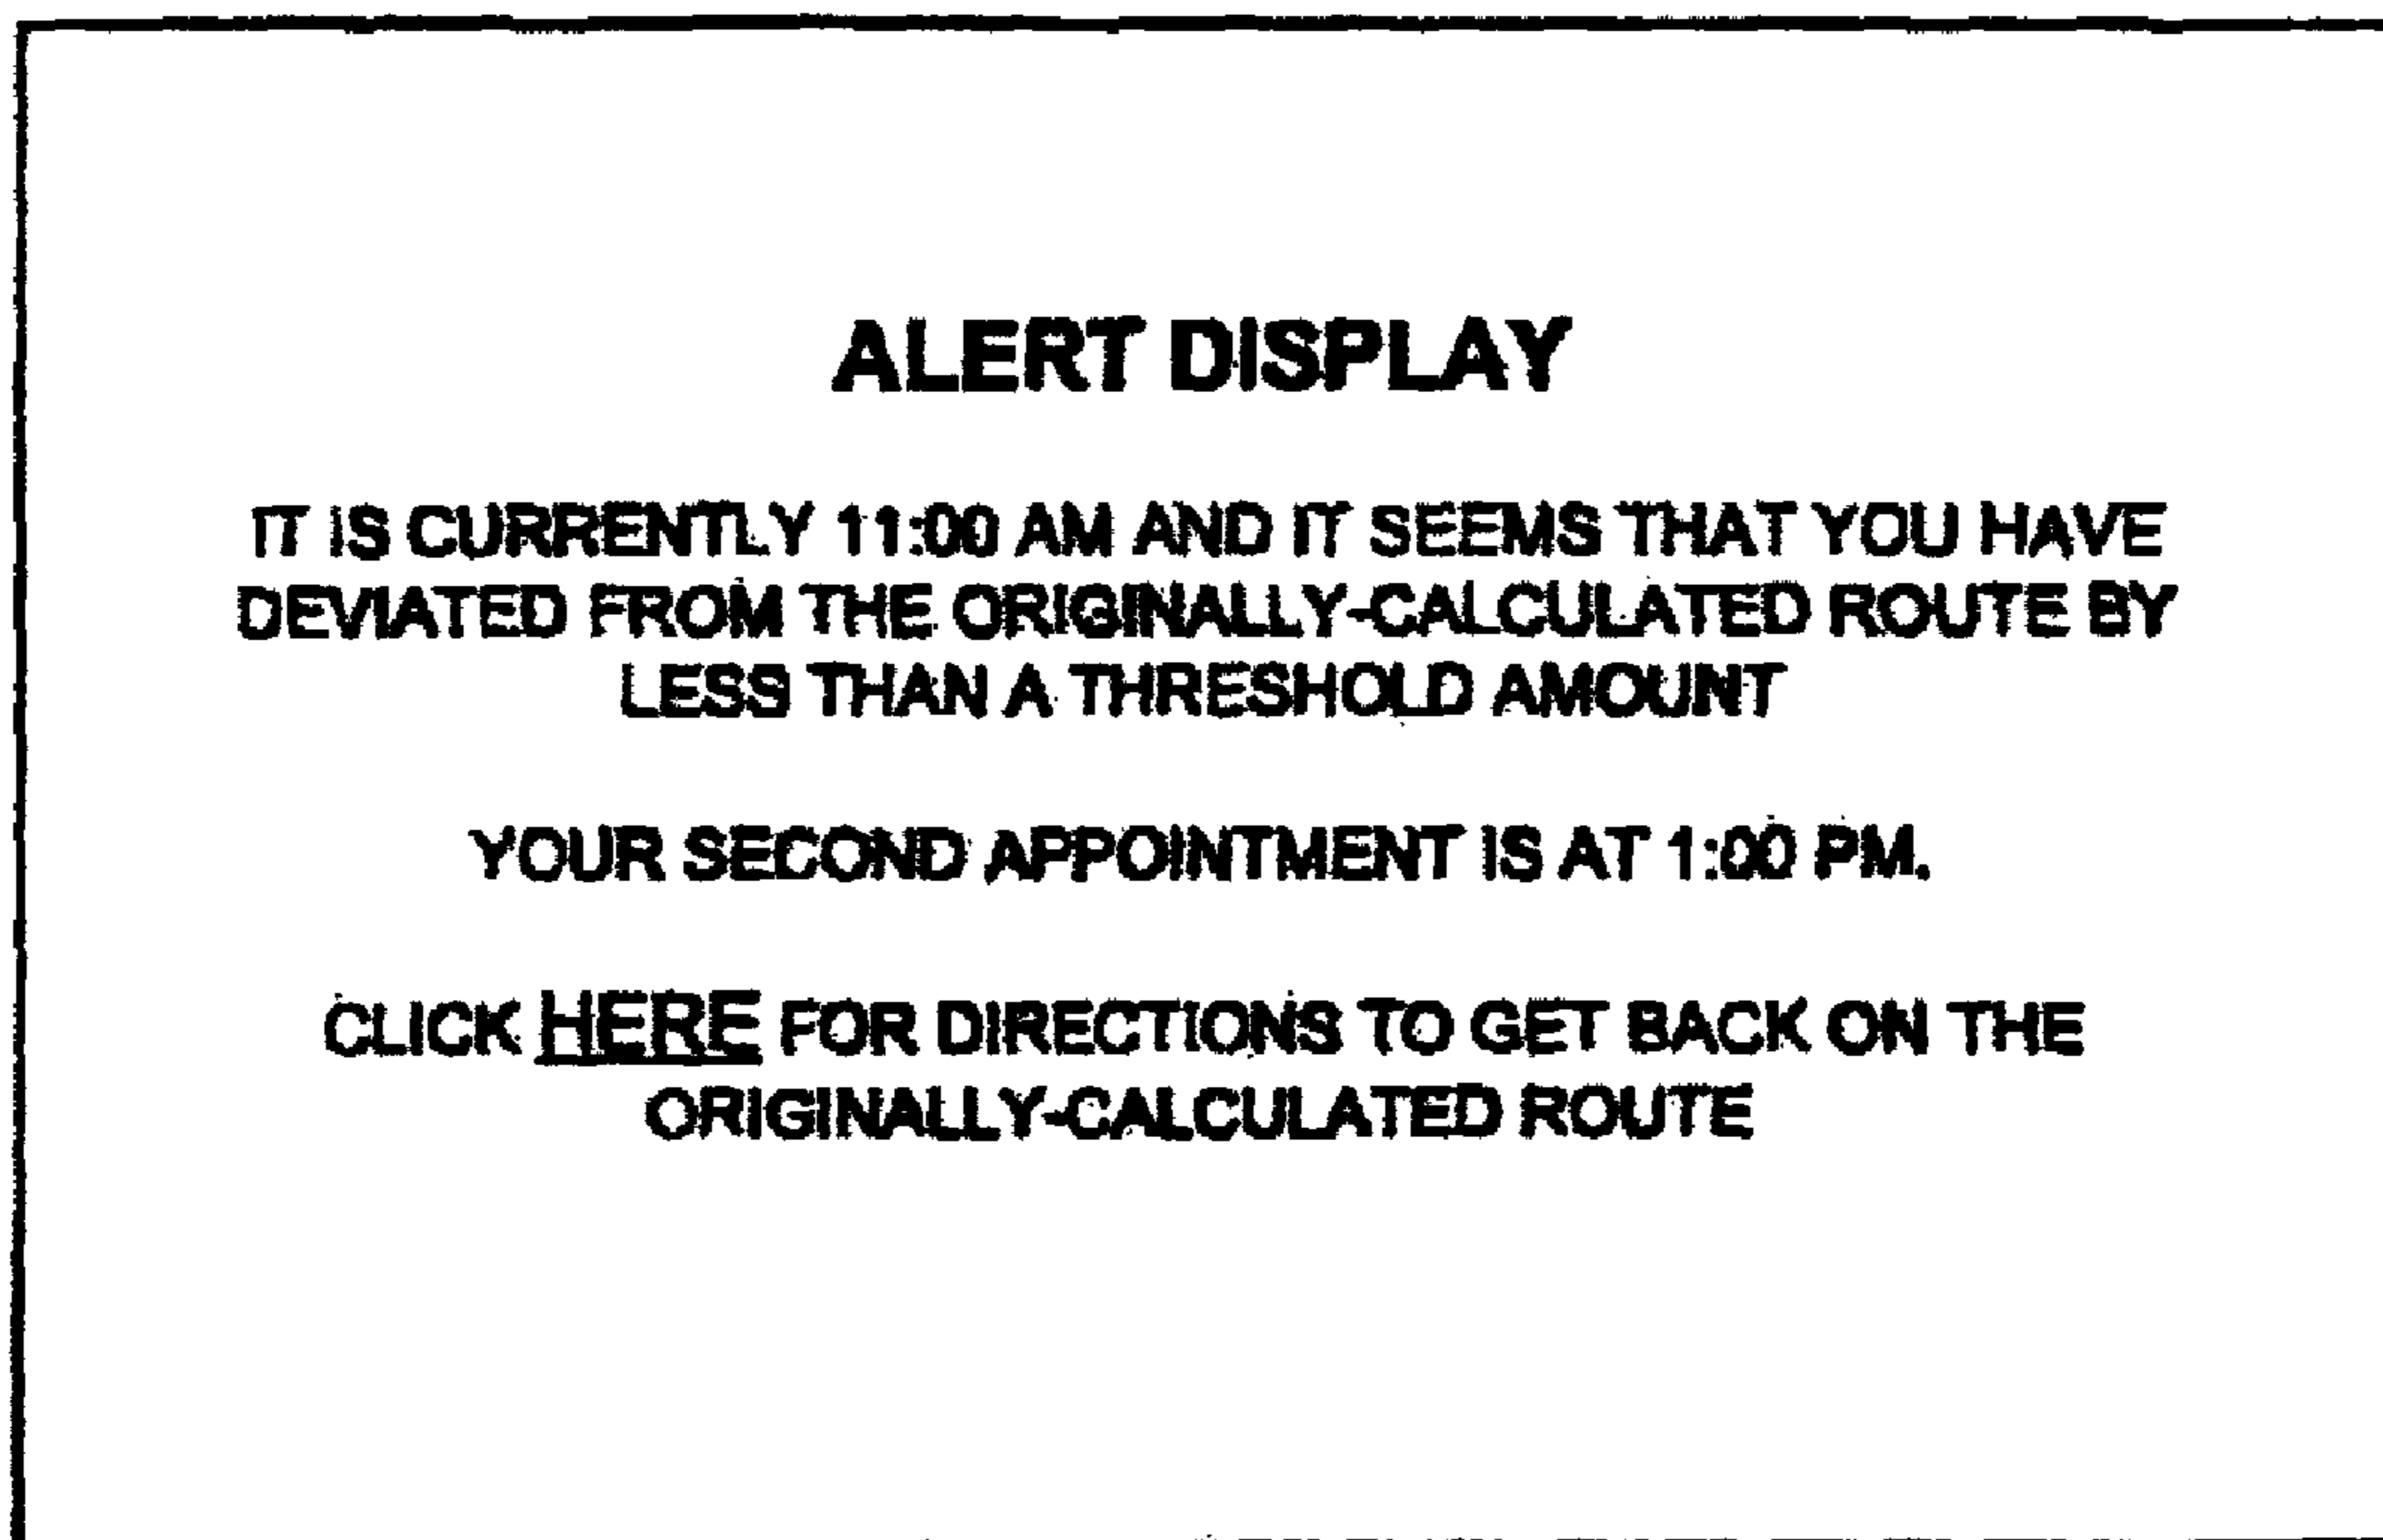 ALERT DISPLAY
IT IS CURRENTLY 11:00 AM AND IT SEEMS THAT YOU HAVE
DEVIATED FROM THE ORIGINALLY-CALCULATED ROUTE BY
LESS THAN A THRESHOLD AMOUNT
YOUR SECOND APPOINTMENT IS AT 1:00 PM.
CLICK HERE FOR DIRECTIONS TO GET BACK ON THE
ORIGINALLY-CALCULATED ROUTE